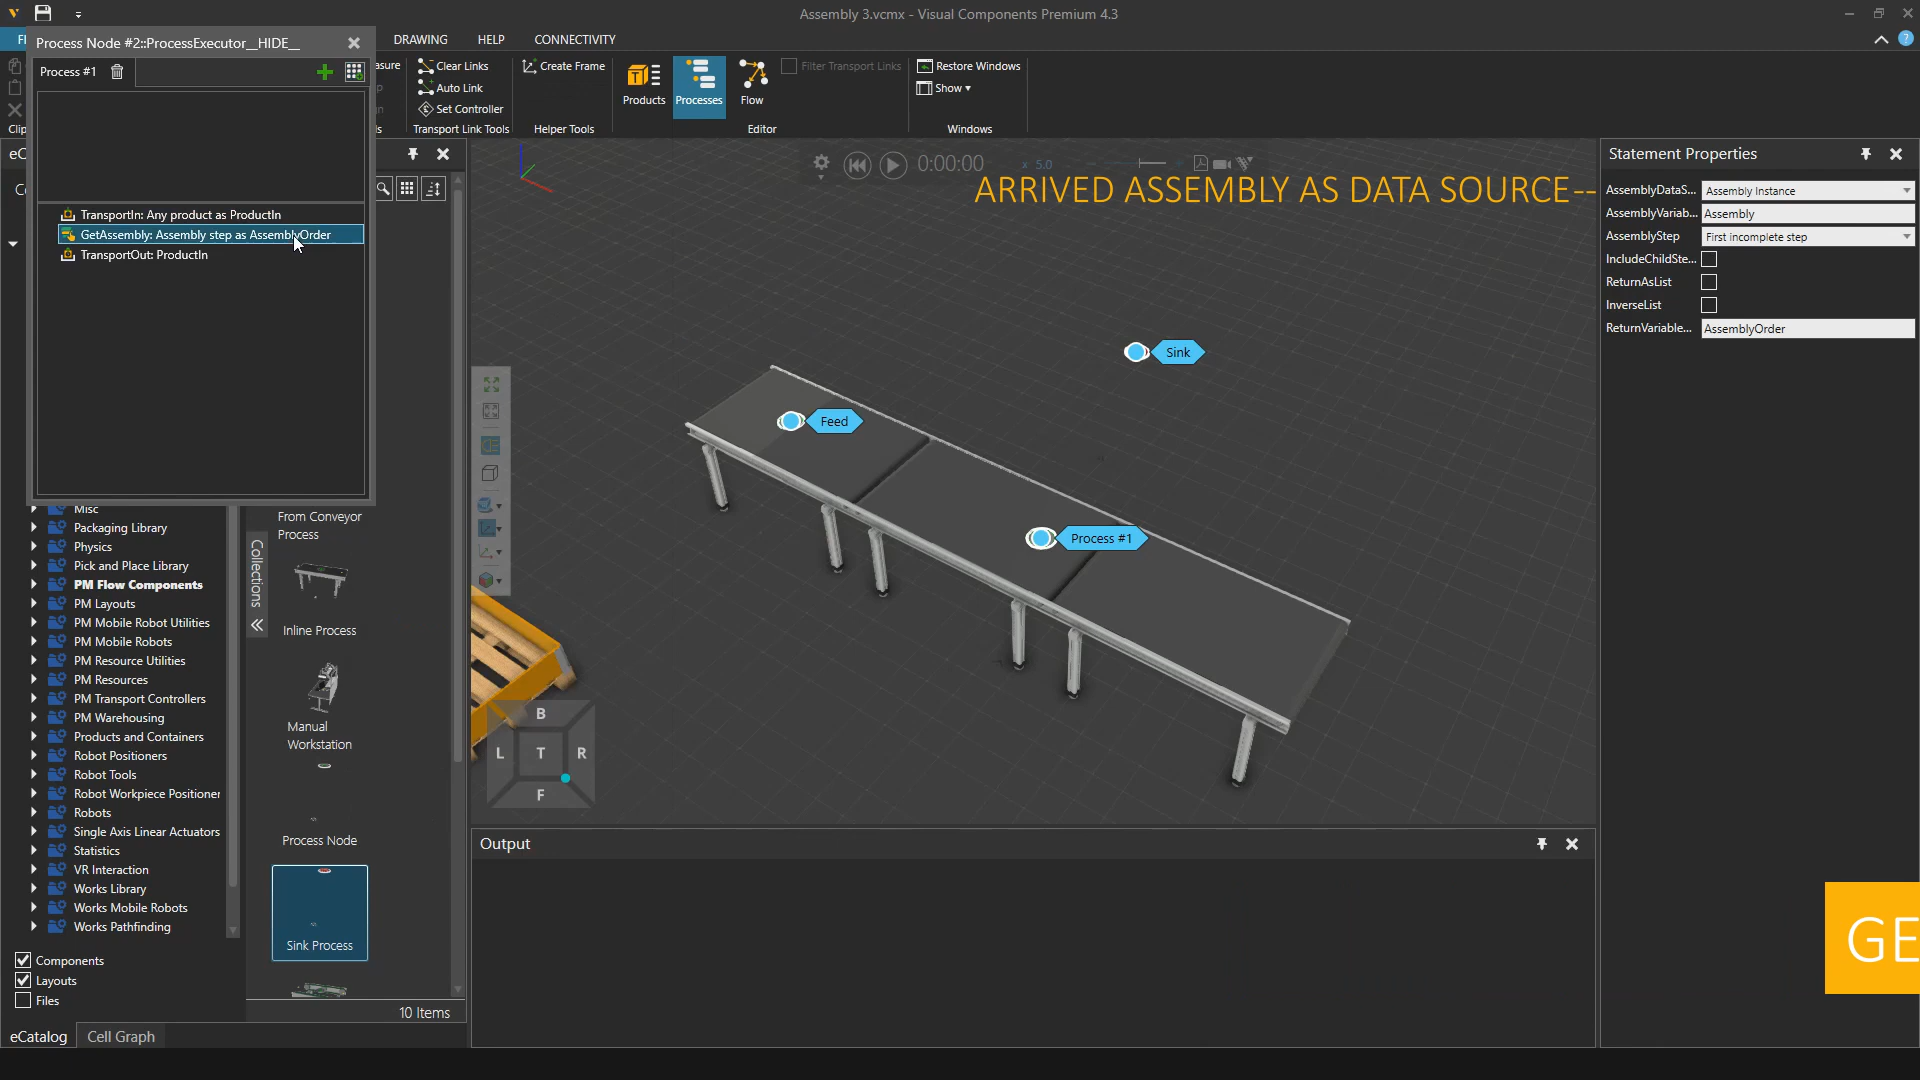 Assembly 3.vcmx - Visual Components Premium 4.3
Process Node #2::ProcessExecutor__HIDE__
DRAWING
HELP
CONNECTIVITY
Process #1
Clear Links
Auto Link
Set Controller
Transport Link Tools
Create Frame
Helper Tools
Products
Processes
Flow
Filter Transport Links
Editor
Restore Windows
Show
Windows
Clip
TransportIn: Any product as ProductIn
GetAssembly: Assembly step as AssemblyOrder
TransportOut: ProductIn
0:00:00
x 5.0
ARRIVED ASSEMBLY AS DATA SOURCE--
Sink
Feed
Process #1
B
L
T
R
F
Statement Properties
AssemblyDataS...
Assembly Instance
AssemblyVariab...
Assembly
AssemblyStep
First incomplete step
IncludeChildSte...
ReturnAsList
InverseList
ReturnVariable...
AssemblyOrder
Misc
Packaging Library
Physics
Pick and Place Library
PM Flow Components
PM Layouts
PM Mobile Robot Utilities
PM Mobile Robots
PM Resource Utilities
PM Resources
PM Transport Controllers
PM Warehousing
Products and Containers
Robot Positioners
Robot Tools
Robot Workpiece Positioner
Robots
Single Axis Linear Actuators
Statistics
VR Interaction
Works Library
Works Mobile Robots
Works Pathfinding
Collections
From Conveyor
Process
Inline Process
Manual
Workstation
Process Node
Sink Process
10 Items
Components
Layouts
Files
eCatalog
Cell Graph
Output
GE